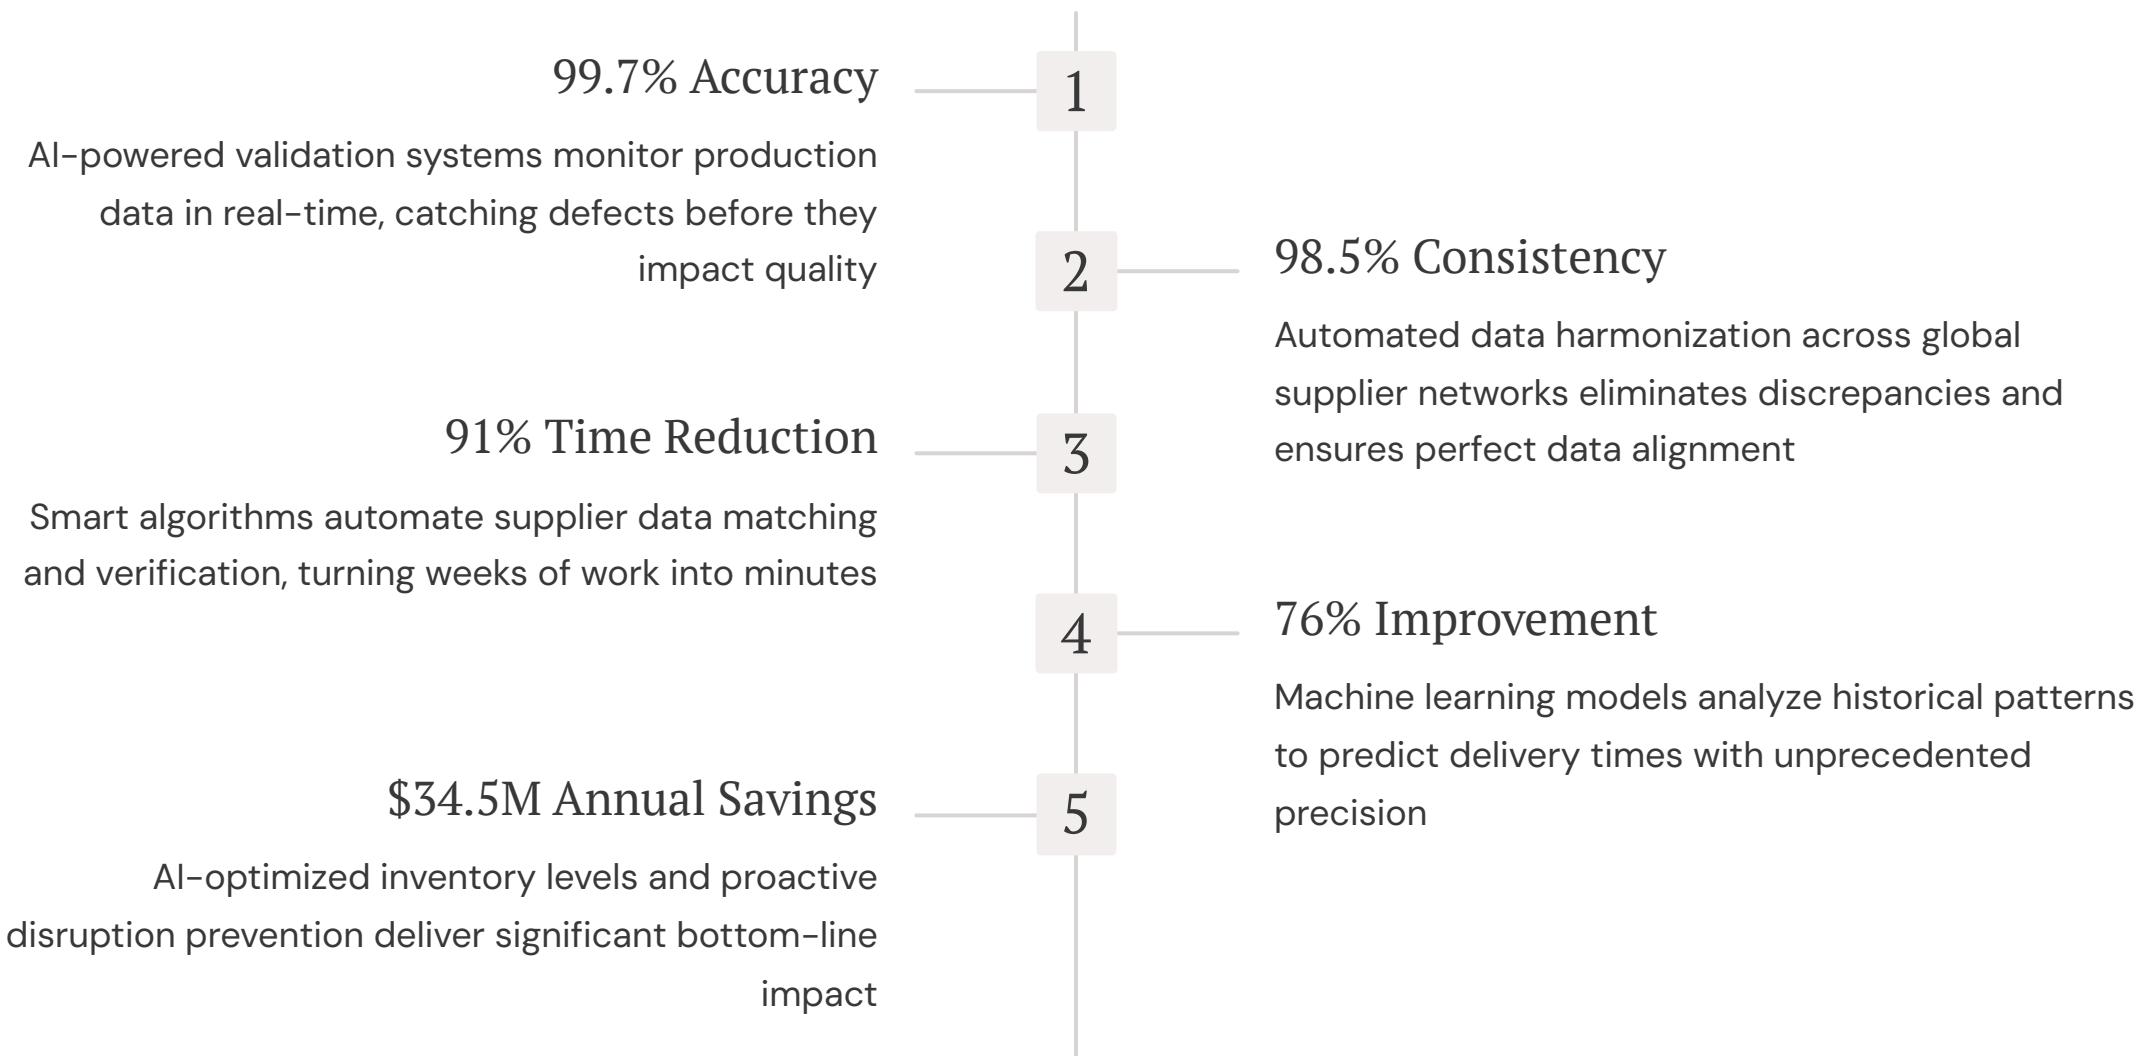 1
99.7% Accuracy
AI-powered validation systems monitor production
data in real-time, catching defects before they
impact quality
2
98.5% Consistency
Automated data harmonization across global
supplier networks eliminates discrepancies and
ensures perfect data alignment
3
91% Time Reduction
Smart algorithms automate supplier data matching
and verification, turning weeks of work into minutes
4
76% Improvement
Machine learning models analyze historical patterns
to predict delivery times with unprecedented
precision
5
$34.5M Annual Savings
AI-optimized inventory levels and proactive
disruption prevention deliver significant bottom-line
impact